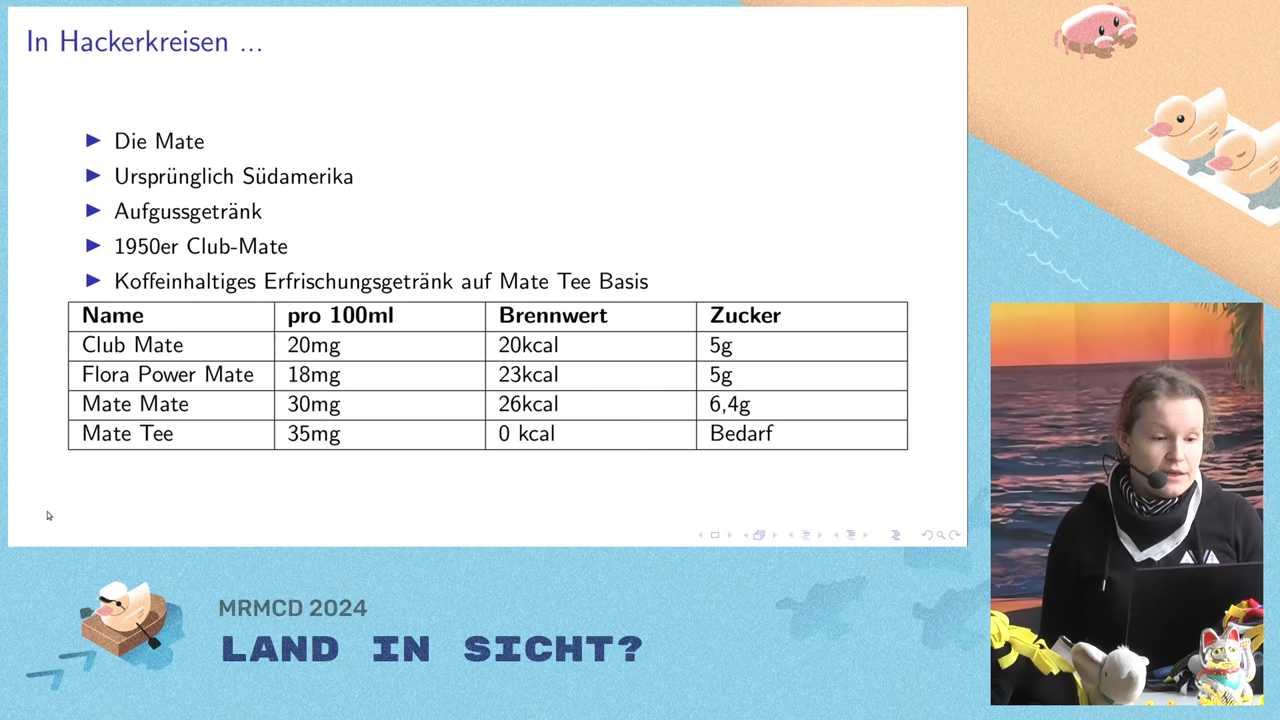 In Hackerkreisen ...
Die Mate
Ursprünglich Südamerika
Aufgussgetränk
1950er Club-Mate
Koffeinhaltiges Erfrischungsgetränk auf Mate Tee Basis
Name pro 100ml Brennwert Zucker
Club Mate 20mg 20kcal 5g
Flora Power Mate 18mg 23kcal 5g
Mate Mate 30mg 26kcal 6,4g
Mate Tee 35mg 0 kcal Bedarf
MRMCD 2024
LAND IN SICHT?